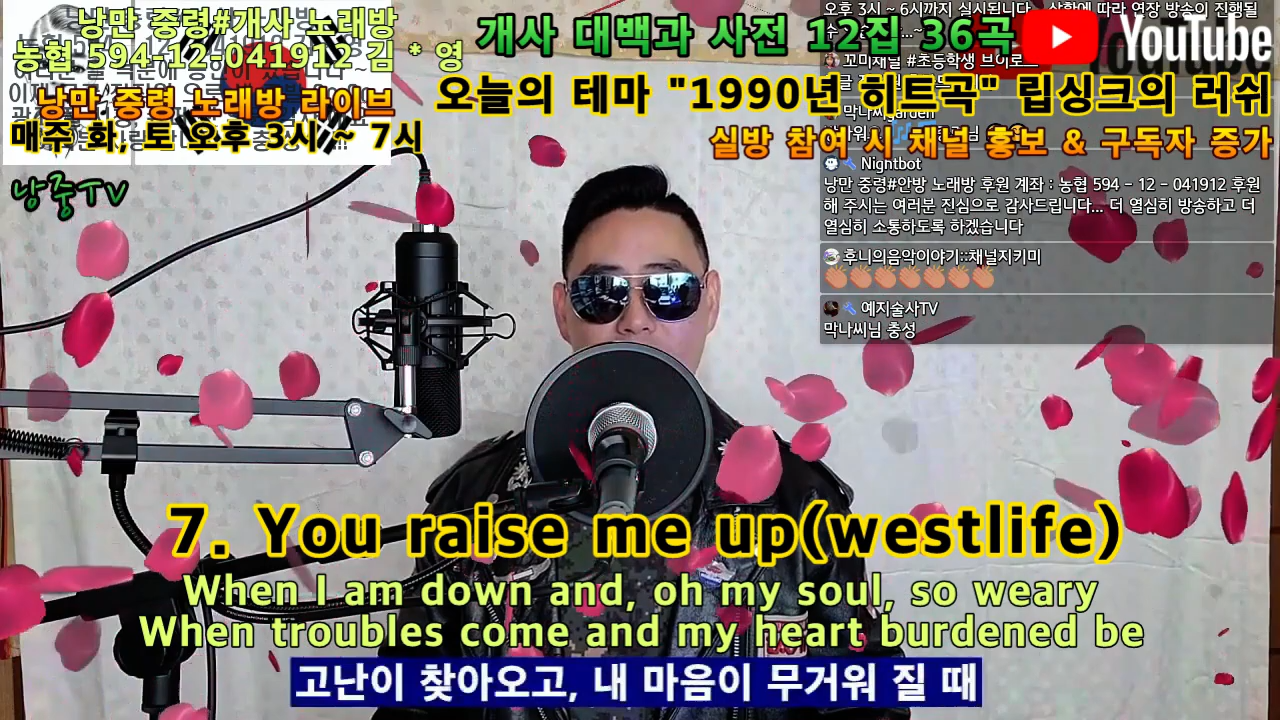 낭만 중령#개사 노래방
농협 594-12-041912 김 * 영
낭만 중령 노래방 라이브
매주 화, 토 오후 3시 ~ 7시
낭중TV
개사 대백과 사전 12집 36곡
YouTube
오늘의 테마 "1990년 히트곡" 립싱크의 러쉬
실방 참여 시 채널 홍보 & 구독자 증가
오후 3시 ~ 6시까지 실시됩니다
꼬미채널 #초등학생 브이로그
막나씨garden
Nightbot
낭만 중령#안방 노래방 후원 계좌 : 농협 594 - 12 - 041912 후원
해 주시는 여러분 진심으로 감사드립니다... 더 열심히 방송하고 더
열심히 소통하도록 하겠습니다
후니의음악이야기::채널지키미
예지술사TV
막나씨님 충성
7. You raise me up(westlife)
When I am down and, oh my soul, so weary
When troubles come and my heart burdened be
고난이 찾아오고, 내 마음이 무거워 질 때